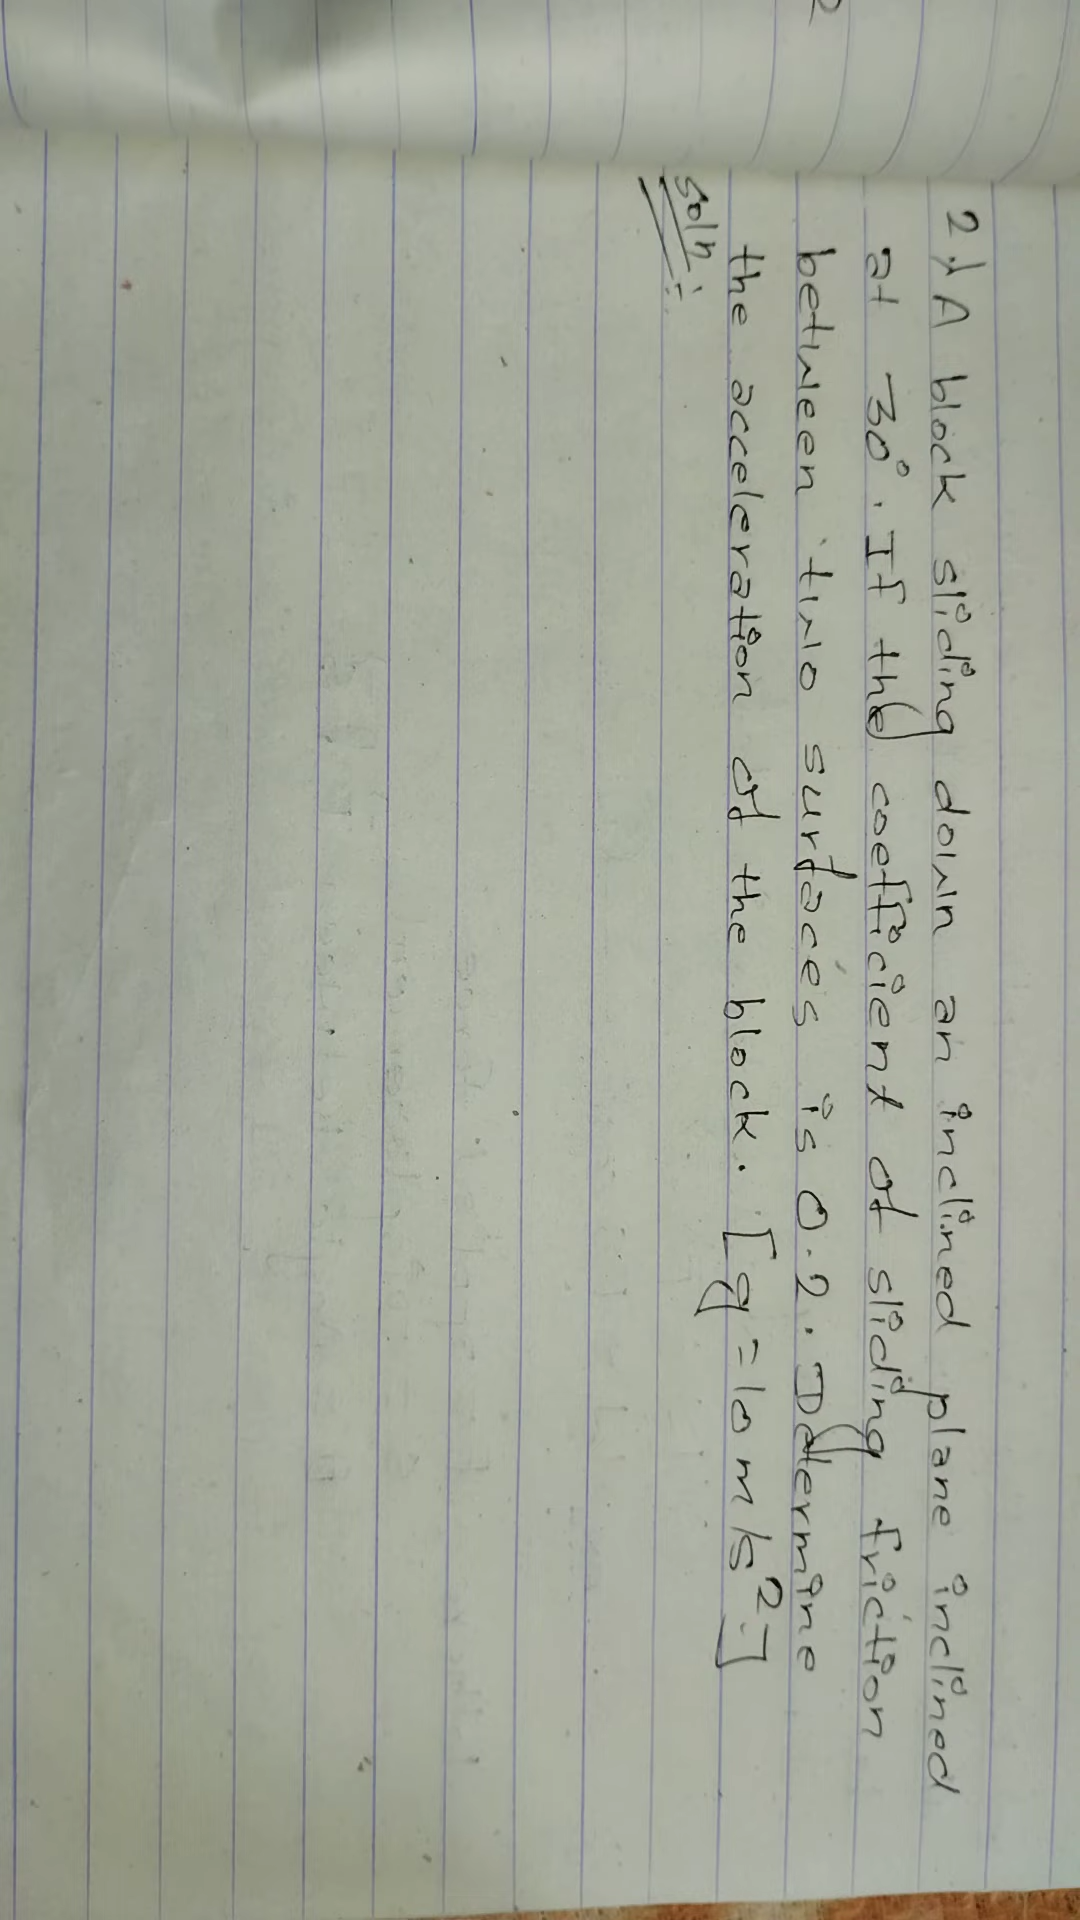 2) A block sliding down an inclined plane inclined
at 30°. If the coefficient of sliding friction
between two surfaces is 0.2. Determine
the acceleration of the block. [g = 10 m/s².]
soln: